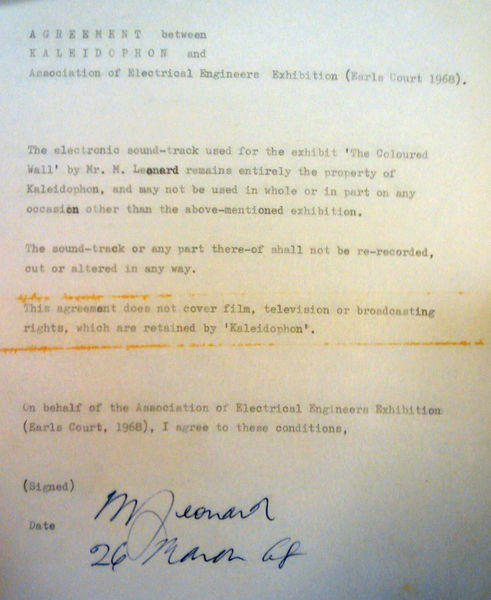 AGREEMENT between
KALEIDOPHON and
Association of Electrical Engineers Exhibition (Earls Court 1968).
The electronic sound-track used for the exhibit 'The Coloured
Wall' by Mr. M. Leonard remains entirely the property of
Kaleidophon, and may not be used in whole or in part on any
occasion other than the above-mentioned exhibition.
The sound-track or any part there-of shall not be re-recorded,
cut or altered in any way.
This agreement does not cover film, television or broadcasting
rights, which are retained by 'Kaleidophon'.
On behalf of the Association of Electrical Engineers Exhibition
(Earls Court, 1968), I agree to these conditions,
(Signed)
M Leonard
Date
26 March 68